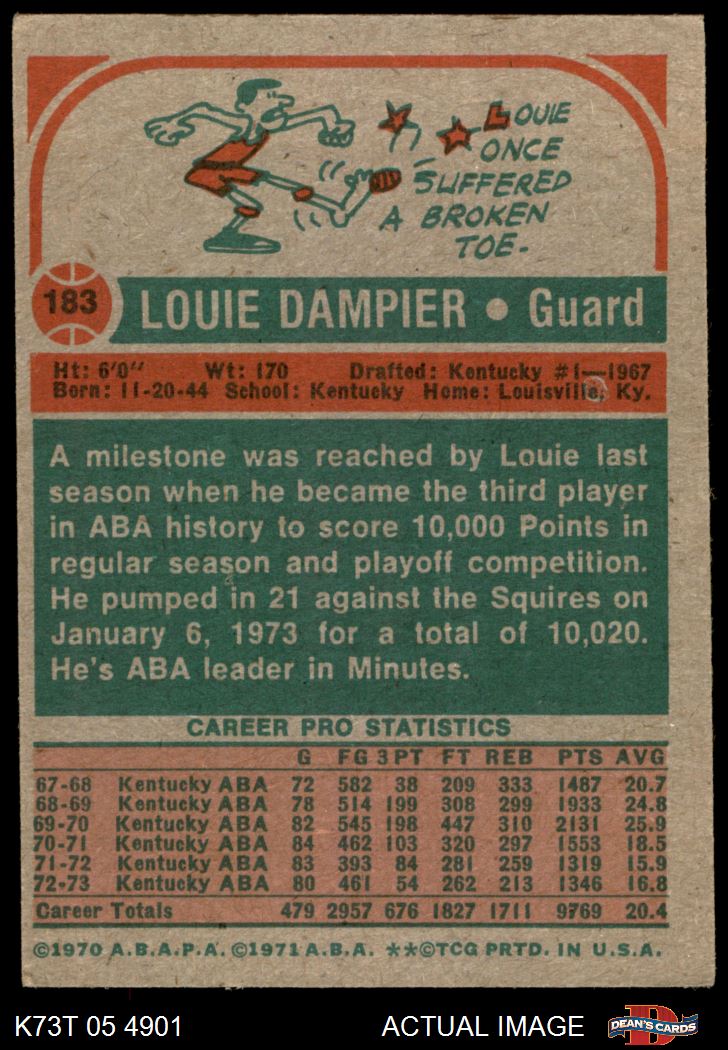 LOUIE
ONCE
SUFFERED
A BROKEN
TOE-
183
LOUIE DAMPIER • Guard
Ht: 6'0" Wt: 170 Drafted: Kentucky #1—1967
Born: 11-20-44 School: Kentucky Home: Louisville, Ky.
A milestone was reached by Louie last
season when he became the third player
in ABA history to score 10,000 Points in
regular season and playoff competition.
He pumped in 21 against the Squires on
January 6, 1973 for a total of 10,020.
He's ABA leader in Minutes.
CAREER PRO STATISTICS
G FG 3 PT FT REB PTS AVG
67-68 Kentucky ABA 72 582 38 209 333 1487 20.7
68-69 Kentucky ABA 78 514 199 308 299 1933 24.8
69-70 Kentucky ABA 82 545 198 447 310 2131 25.9
70-71 Kentucky ABA 84 462 103 320 297 1553 18.5
71-72 Kentucky ABA 83 393 84 281 259 1319 15.9
72-73 Kentucky ABA 80 461 54 262 213 1346 16.8
Career Totals 479 2957 676 1827 1711 9769 20.4
©1970 A.B.A.P.A. ©1971 A.B.A. **©TCG PRTD. IN U.S.A.
K73T 05 4901 ACTUAL IMAGE D DEAN'S CARDS